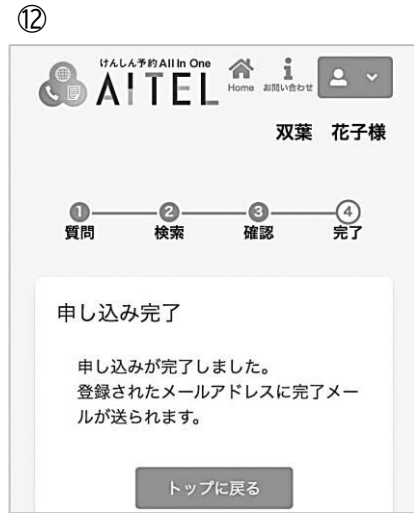 ⑫
けんしん予約 All In One
AITEL
Home
お問い合わせ
双葉 花子様
1 2 3 4
質問 検索 確認 完了
申し込み完了
申し込みが完了しました。
登録されたメールアドレスに完了メー
ルが送られます。
トップに戻る